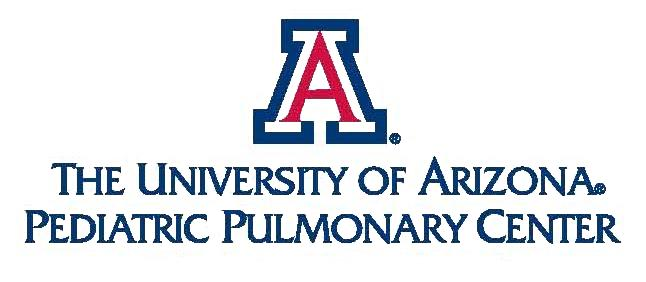 A®
THE UNIVERSITY OF ARIZONA®
PEDIATRIC PULMONARY CENTER